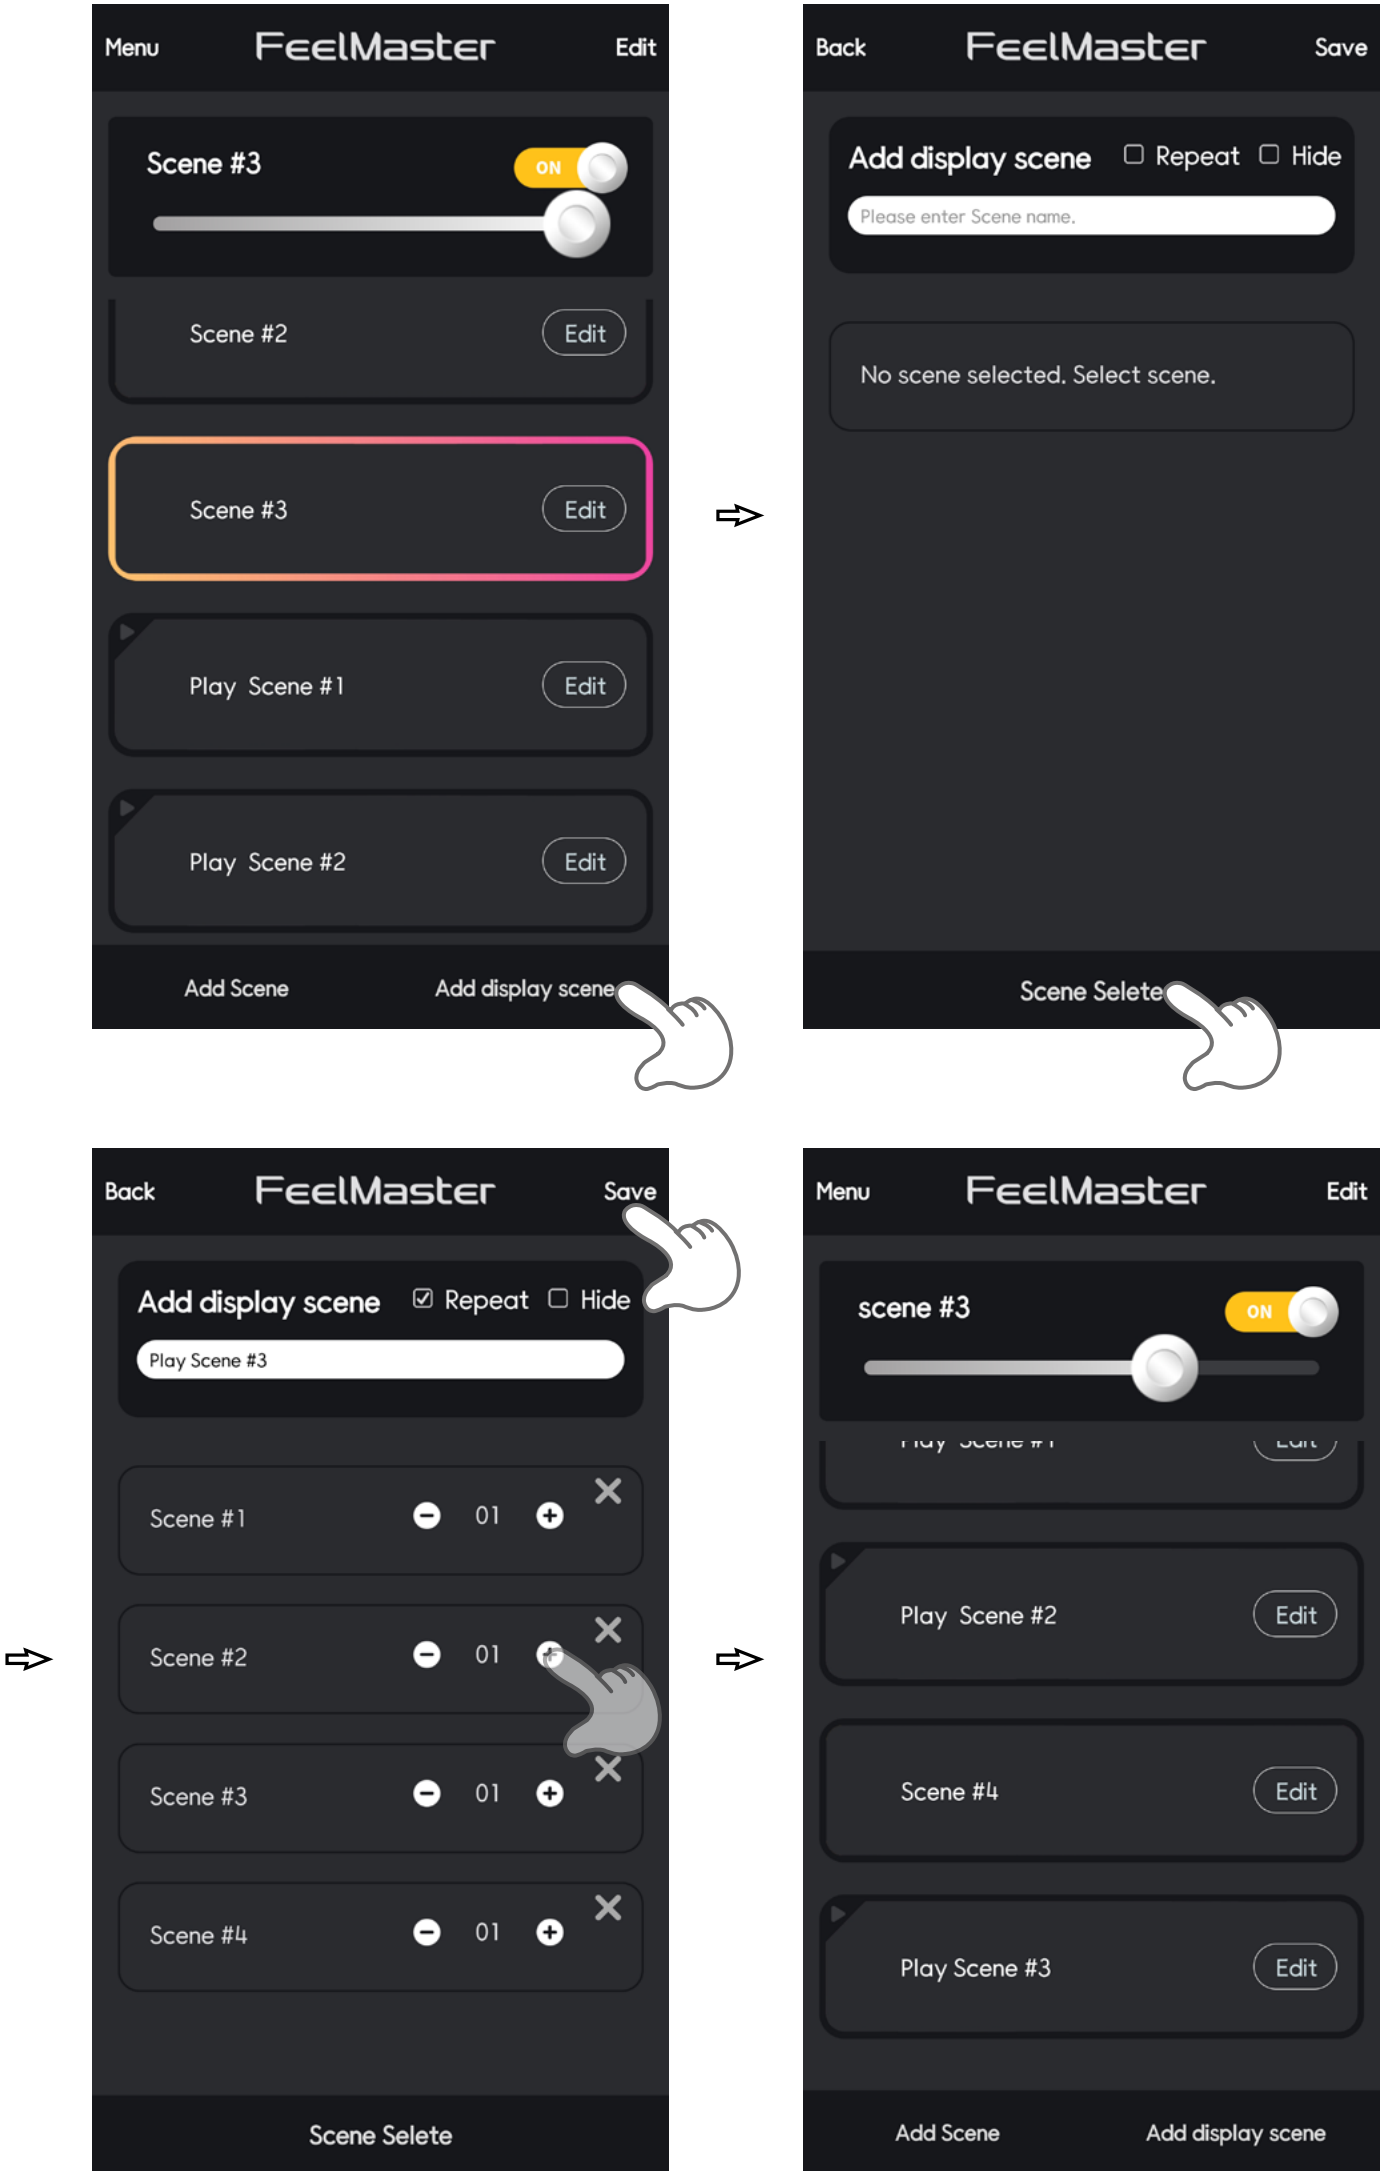 Menu FeelMaster Edit
Scene #3 ON
Scene #2 Edit
Scene #3 Edit
Play Scene #1 Edit
Play Scene #2 Edit
Add Scene Add display scene
Back FeelMaster Save
Add display scene Repeat Hide
Please enter Scene name.
No scene selected. Select scene.
Scene Selete
Back FeelMaster Save
Add display scene Repeat Hide
Play Scene #3
Scene #1 01
Scene #2 01
Scene #3 01
Scene #4 01
Scene Selete
Menu FeelMaster Edit
scene #3 ON
Play Scene #1 Edit
Play Scene #2 Edit
Scene #4 Edit
Play Scene #3 Edit
Add Scene Add display scene